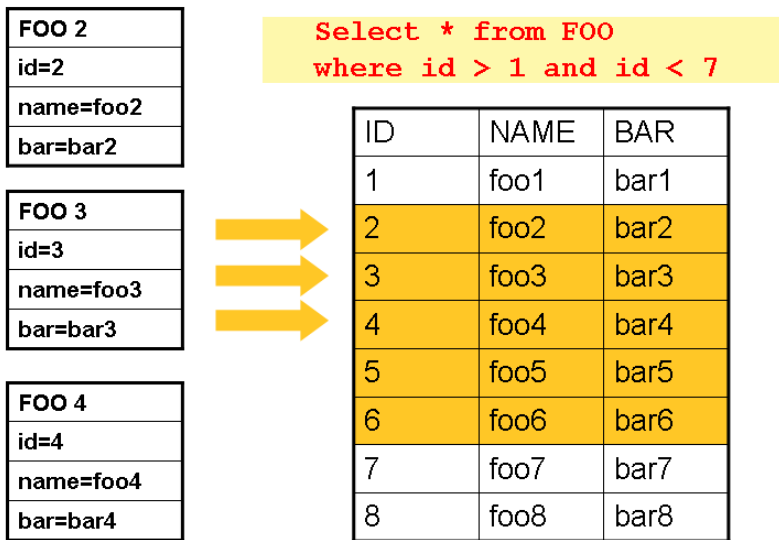 FOO 2
id=2
name=foo2
bar=bar2
FOO 3
id=3
name=foo3
bar=bar3
FOO 4
id=4
name=foo4
bar=bar4
Select * from FOO
where id > 1 and id < 7
ID NAME BAR
1 foo1 bar1
2 foo2 bar2
3 foo3 bar3
4 foo4 bar4
5 foo5 bar5
6 foo6 bar6
7 foo7 bar7
8 foo8 bar8